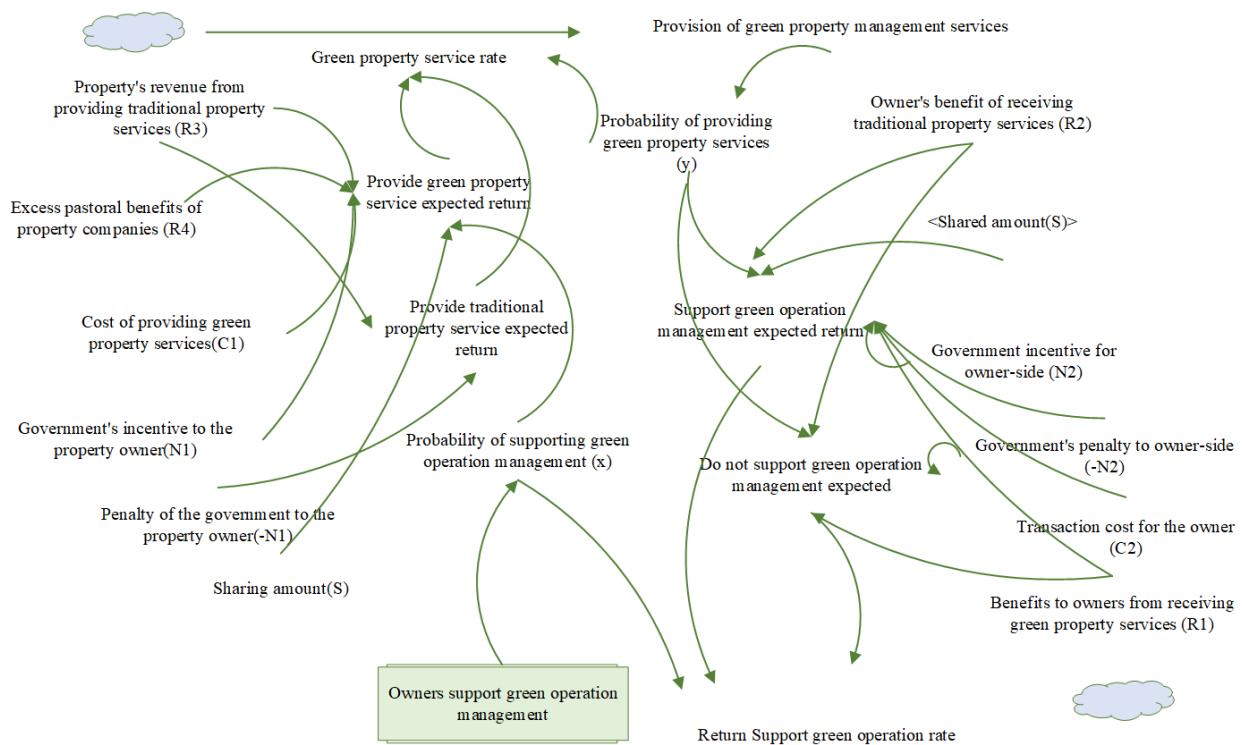 Provision of green property management services
Green property service rate
Property's revenue from
providing traditional property
services (R3)
Owner's benefit of receiving
traditional property services (R2)
Probability of providing
green property services
(y)
Provide green property
service expected return
Excess pastoral benefits of
property companies (R4)
<Shared amount(S)>
Provide traditional
property service expected
return
Support green operation
management expected return
Cost of providing green
property services(C1)
Government incentive for
owner-side (N2)
Government's incentive to the
property owner(N1)
Probability of supporting green
operation management (x)
Government's penalty to owner-side
(-N2)
Do not support green operation
management expected
Penalty of the government to the
property owner(-N1)
Transaction cost for the owner
(C2)
Sharing amount(S)
Benefits to owners from receiving
green property services (R1)
Owners support green operation
management
Return Support green operation rate